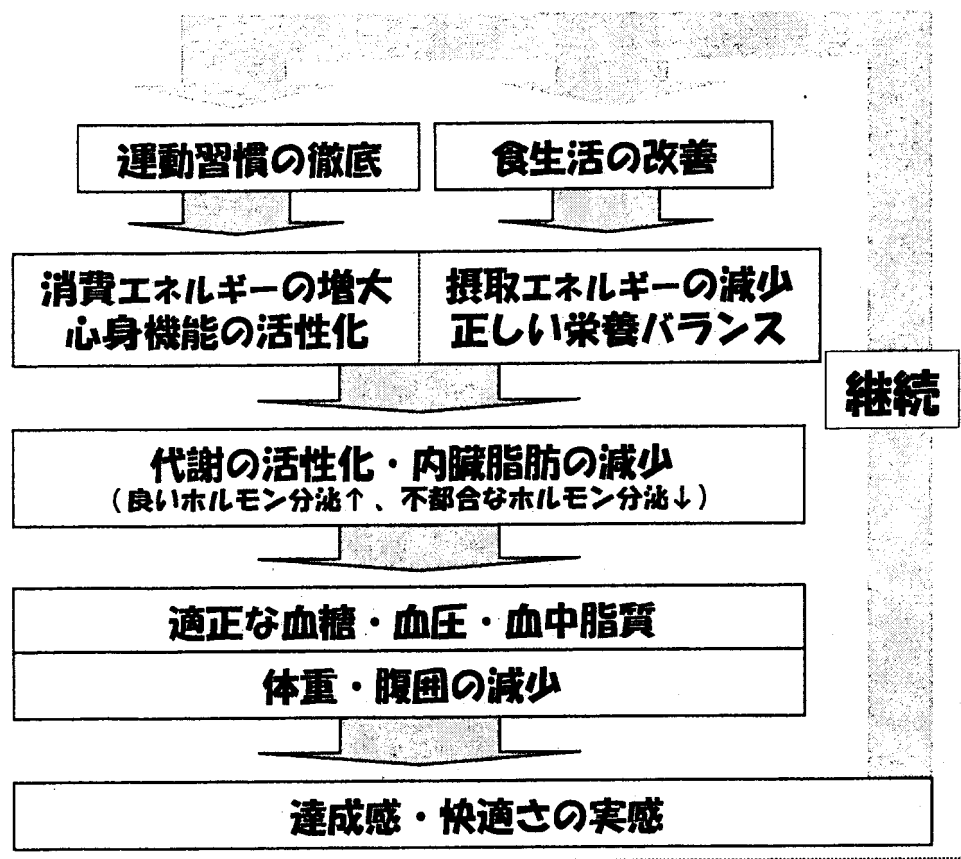 運動習慣の徹底
食生活の改善
消費エネルギーの増大
心身機能の活性化
摂取エネルギーの減少
正しい栄養バランス
継続
代謝の活性化・内臓脂肪の減少
（良いホルモン分泌↑、不都合なホルモン分泌↓）
適正な血糖・血圧・血中脂質
体重・腹囲の減少
達成感・快適さの実感